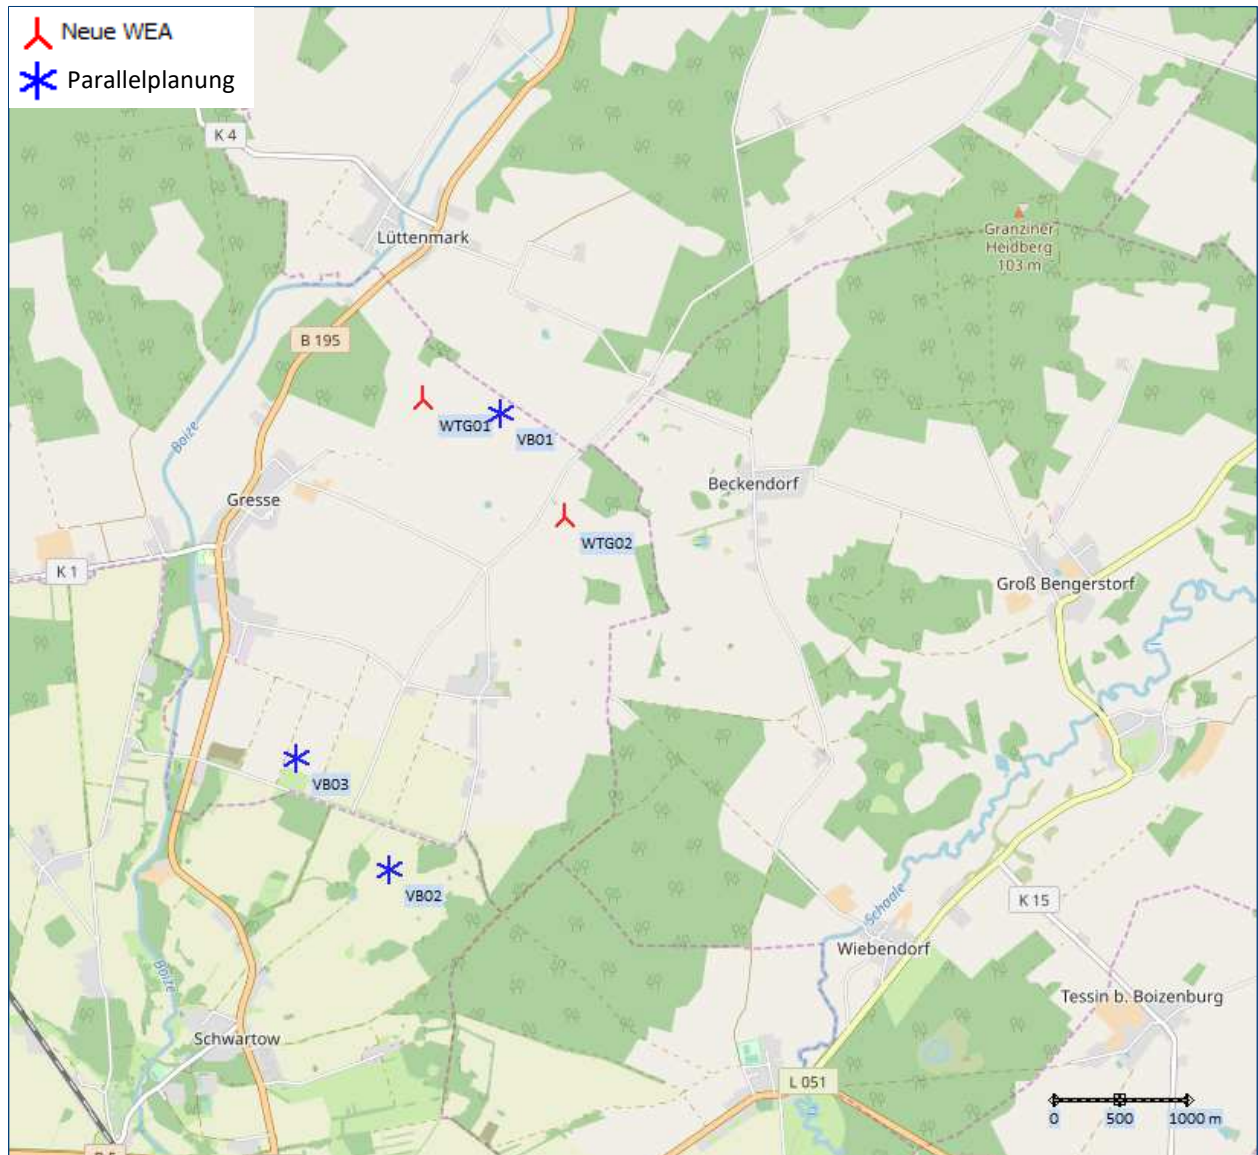 Neue WEA
Parallelplanung
K 4
Lüttenmark
Granziner
Heidberg
103 m
B 195
WTG01
VB01
Boize
Gresse
Beckendorf
WTG02
K 1
Groß Bengerstorf
VB03
VB02
K 15
Schaale
Wiebendorf
Boize
Tessin b. Boizenburg
Schwartow
L 051
0 500 1000 m